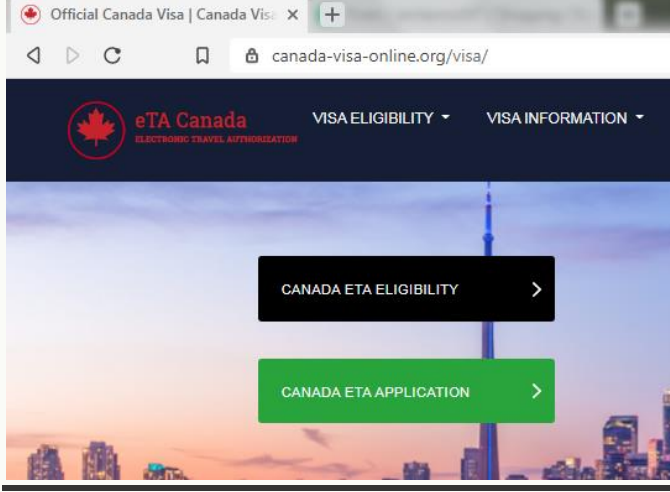 Official Canada Visa | Canada Vis
canada-visa-online.org/visa/
eTA Canada VISA ELIGIBILITY VISA INFORMATION
ELECTRONIC TRAVEL AUTHORIZATION
CANADA ETA ELIGIBILITY
CANADA ETA APPLICATION